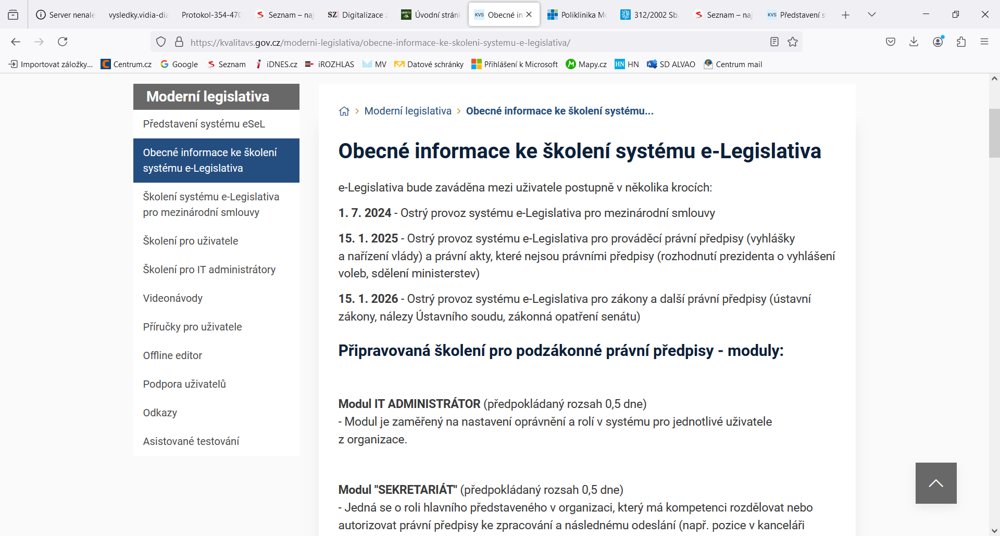 Server nenale
vysledky.vidia-dia
Protokol-354-470
Seznam – naj
SZ Digitalizace z
Úvodní stránk
KVS Obecné in
Poliklinika Mo
312/2002 Sb.
Seznam – naj
KVS Představení s
https://kvalitavs.gov.cz/moderni-legislativa/obecne-informace-ke-skoleni-systemu-e-legislativa/
Importovat záložky...
Centrum.cz
Google
Seznam
iDNES.cz
iROZHLAS
MV
Datové schránky
Přihlášení k Microsoft
Mapy.cz
HN HN
SD ALVAO
Centrum mail
Moderní legislativa
Představení systému eSeL
Obecné informace ke školení
systému e-Legislativa
Školení systému e-Legislativa
pro mezinárodní smlouvy
Školení pro uživatele
Školení pro IT administrátory
Videonávody
Příručky pro uživatele
Offline editor
Podpora uživatelů
Odkazy
Asistované testování
Moderní legislativa > Obecné informace ke školení systému...
Obecné informace ke školení systému e-Legislativa
e-Legislativa bude zaváděna mezi uživatele postupně v několika krocích:
1. 7. 2024 - Ostrý provoz systému e-Legislativa pro mezinárodní smlouvy
15. 1. 2025 - Ostrý provoz systému e-Legislativa pro prováděcí právní předpisy (vyhlášky
a nařízení vlády) a právní akty, které nejsou právními předpisy (rozhodnutí prezidenta o vyhlášení
voleb, sdělení ministerstev)
15. 1. 2026 - Ostrý provoz systému e-Legislativa pro zákony a další právní předpisy (ústavní
zákony, nálezy Ústavního soudu, zákonná opatření senátu)
Připravovaná školení pro podzákonné právní předpisy - moduly:
Modul IT ADMINISTRÁTOR (předpokládaný rozsah 0,5 dne)
- Modul je zaměřený na nastavení oprávnění a rolí v systému pro jednotlivé uživatele
z organizace.
Modul "SEKRETARIÁT" (předpokládaný rozsah 0,5 dne)
- Jedná se o roli hlavního představeného v organizaci, který má kompetenci rozdělovat nebo
autorizovat právní předpisy ke zpracování a následnému odeslání (např. pozice v kanceláři